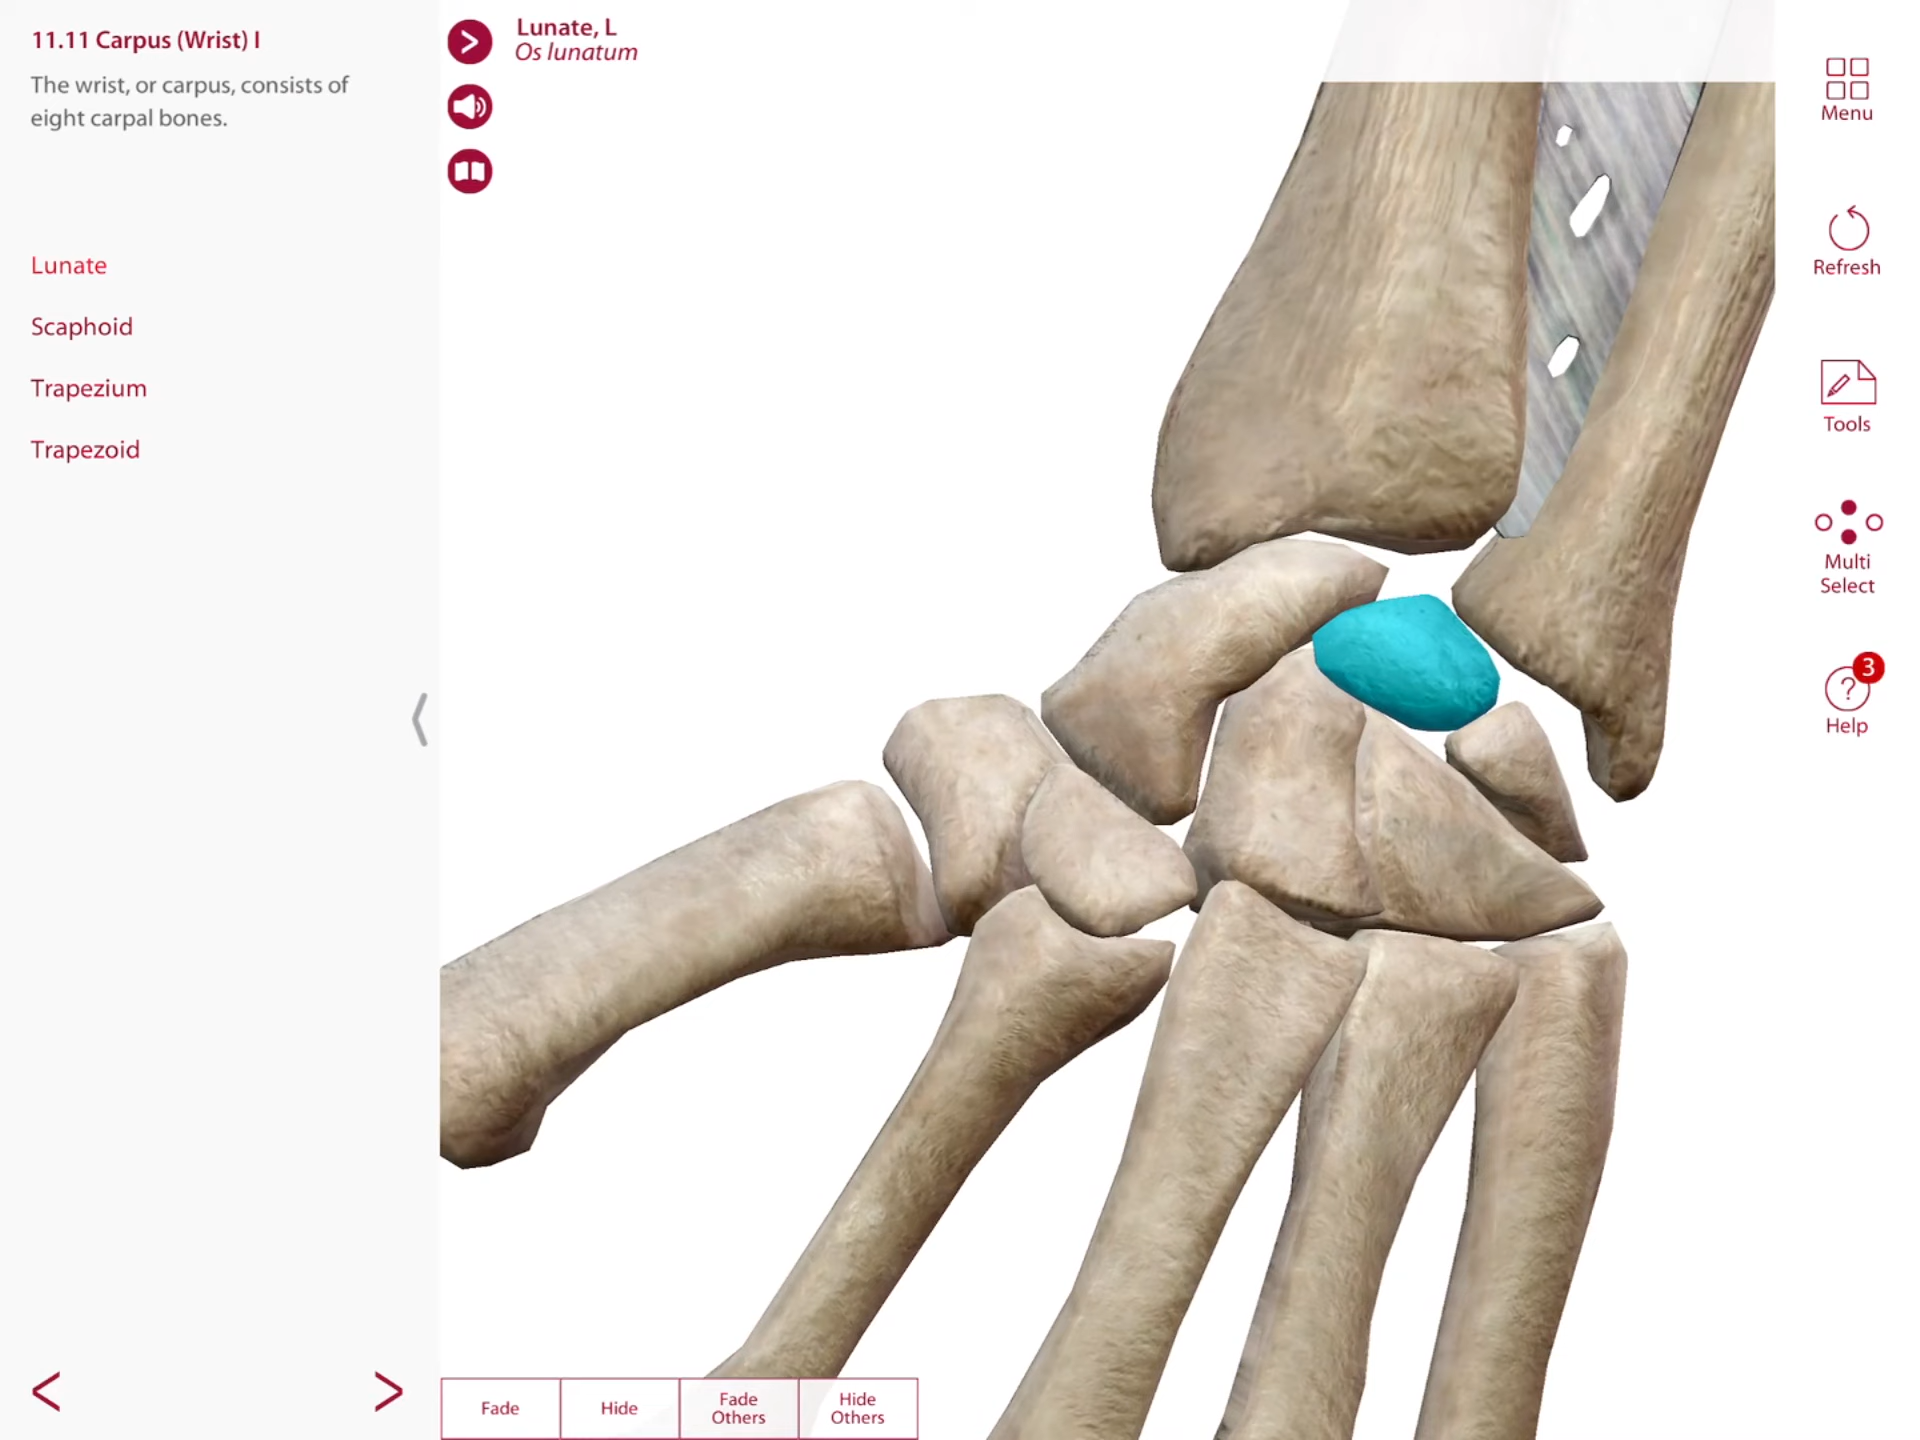 11.11 Carpus (Wrist) I
The wrist, or carpus, consists of
eight carpal bones.
Lunate
Scaphoid
Trapezium
Trapezoid
Lunate, L
Os lunatum
Menu
Refresh
Tools
Multi
Select
3
?
Help
Fade
Hide
Fade
Others
Hide
Others